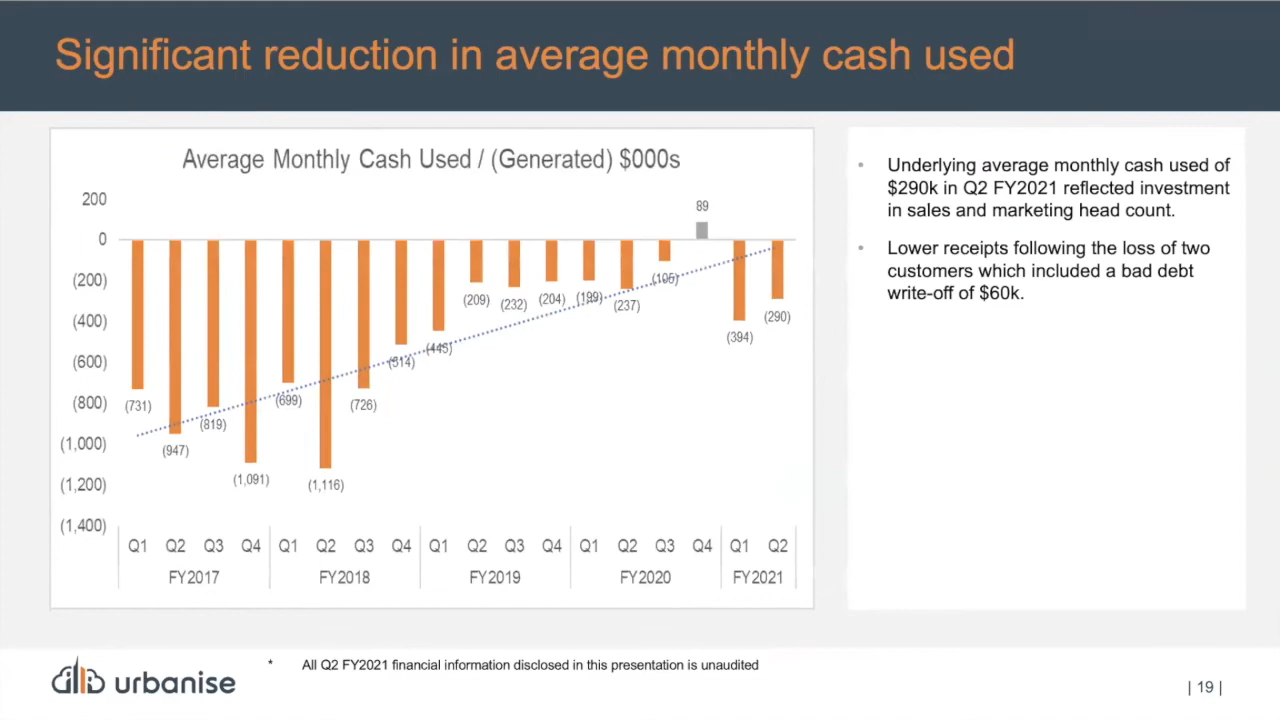 Significant reduction in average monthly cash used
Average Monthly Cash Used / (Generated) $000s
200
0
(200)
(400)
(600)
(800)
(1,000)
(1,200)
(1,400)
(731)
(947)
(819)
(1,091)
(699)
(1,116)
(726)
(514)
(445)
(209)
(232)
(204)
(199)
(237)
(105)
89
(394)
(290)
Q1 Q2 Q3 Q4 Q1 Q2 Q3 Q4 Q1 Q2 Q3 Q4 Q1 Q2 Q3 Q4 Q1 Q2
FY2017 FY2018 FY2019 FY2020 FY2021
• Underlying average monthly cash used of
$290k in Q2 FY2021 reflected investment
in sales and marketing head count.
• Lower receipts following the loss of two
customers which included a bad debt
write-off of $60k.
* All Q2 FY2021 financial information disclosed in this presentation is unaudited
urbanise
| 19 |